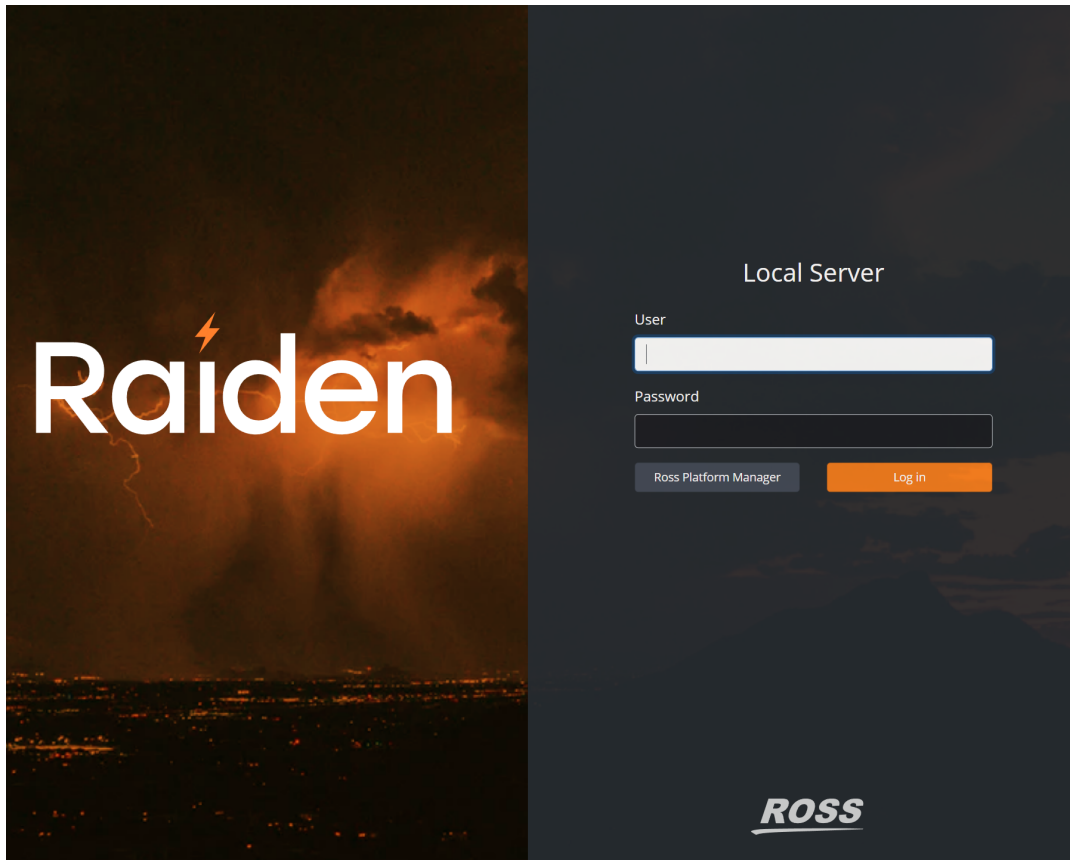 Raiden
Local Server
User
Password
Ross Platform Manager
Log in
ROSS